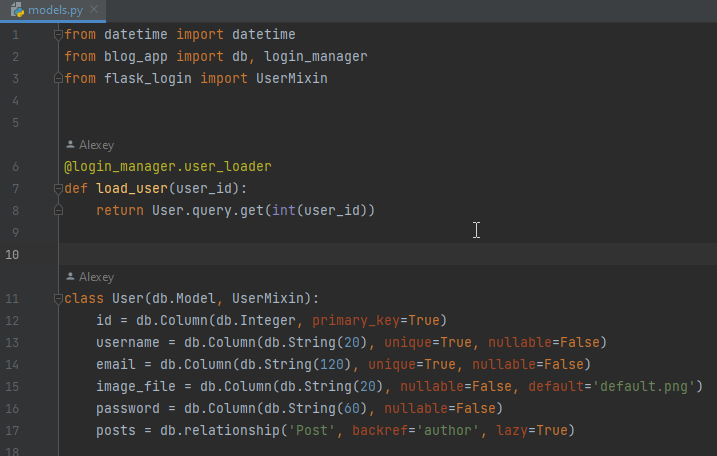 models.py
1 from datetime import datetime
2 from blog_app import db, login_manager
3 from flask_login import UserMixin
4
5
Alexey
6 @login_manager.user_loader
7 def load_user(user_id):
8     return User.query.get(int(user_id))
9
10
Alexey
11 class User(db.Model, UserMixin):
12     id = db.Column(db.Integer, primary_key=True)
13     username = db.Column(db.String(20), unique=True, nullable=False)
14     email = db.Column(db.String(120), unique=True, nullable=False)
15     image_file = db.Column(db.String(20), nullable=False, default='default.png')
16     password = db.Column(db.String(60), nullable=False)
17     posts = db.relationship('Post', backref='author', lazy=True)
18